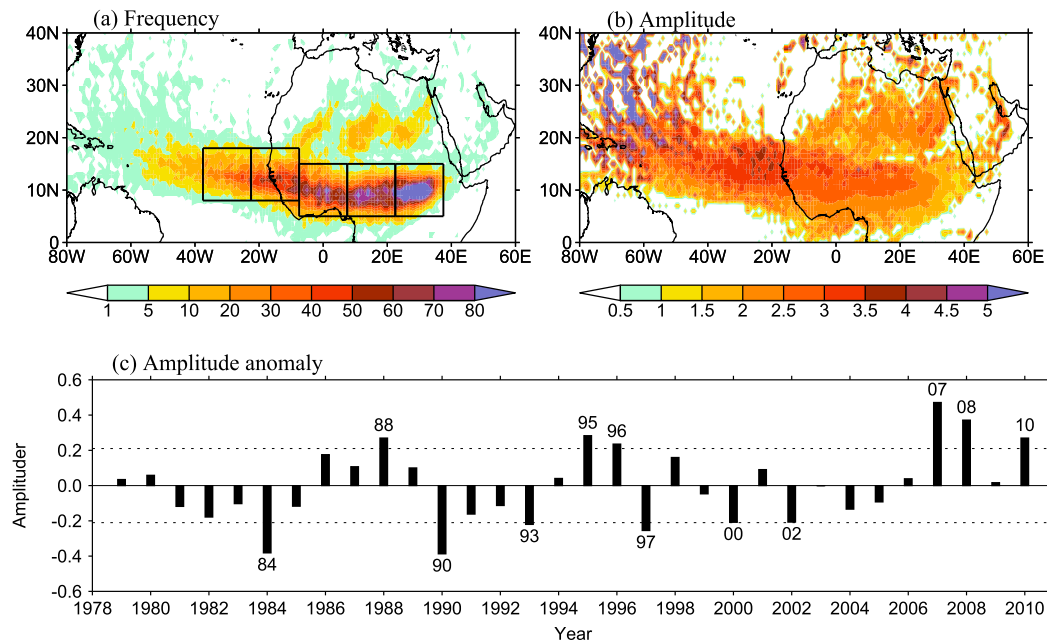 (a) Frequency
40N
30N
20N
10N
0
80W 60W 40W 20W 0 20E 40E 60E
1 5 10 20 30 40 50 60 70 80
(b) Amplitude
40N
30N
20N
10N
0
80W 60W 40W 20W 0 20E 40E 60E
0.5 1 1.5 2 2.5 3 3.5 4 4.5 5
(c) Amplitude anomaly
0.6
0.4
0.2
0.0
-0.2
-0.4
-0.6
Amplituder
84
88
90
93
95
96
97
00
02
07
08
10
1978 1980 1982 1984 1986 1988 1990 1992 1994 1996 1998 2000 2002 2004 2006 2008 2010
Year